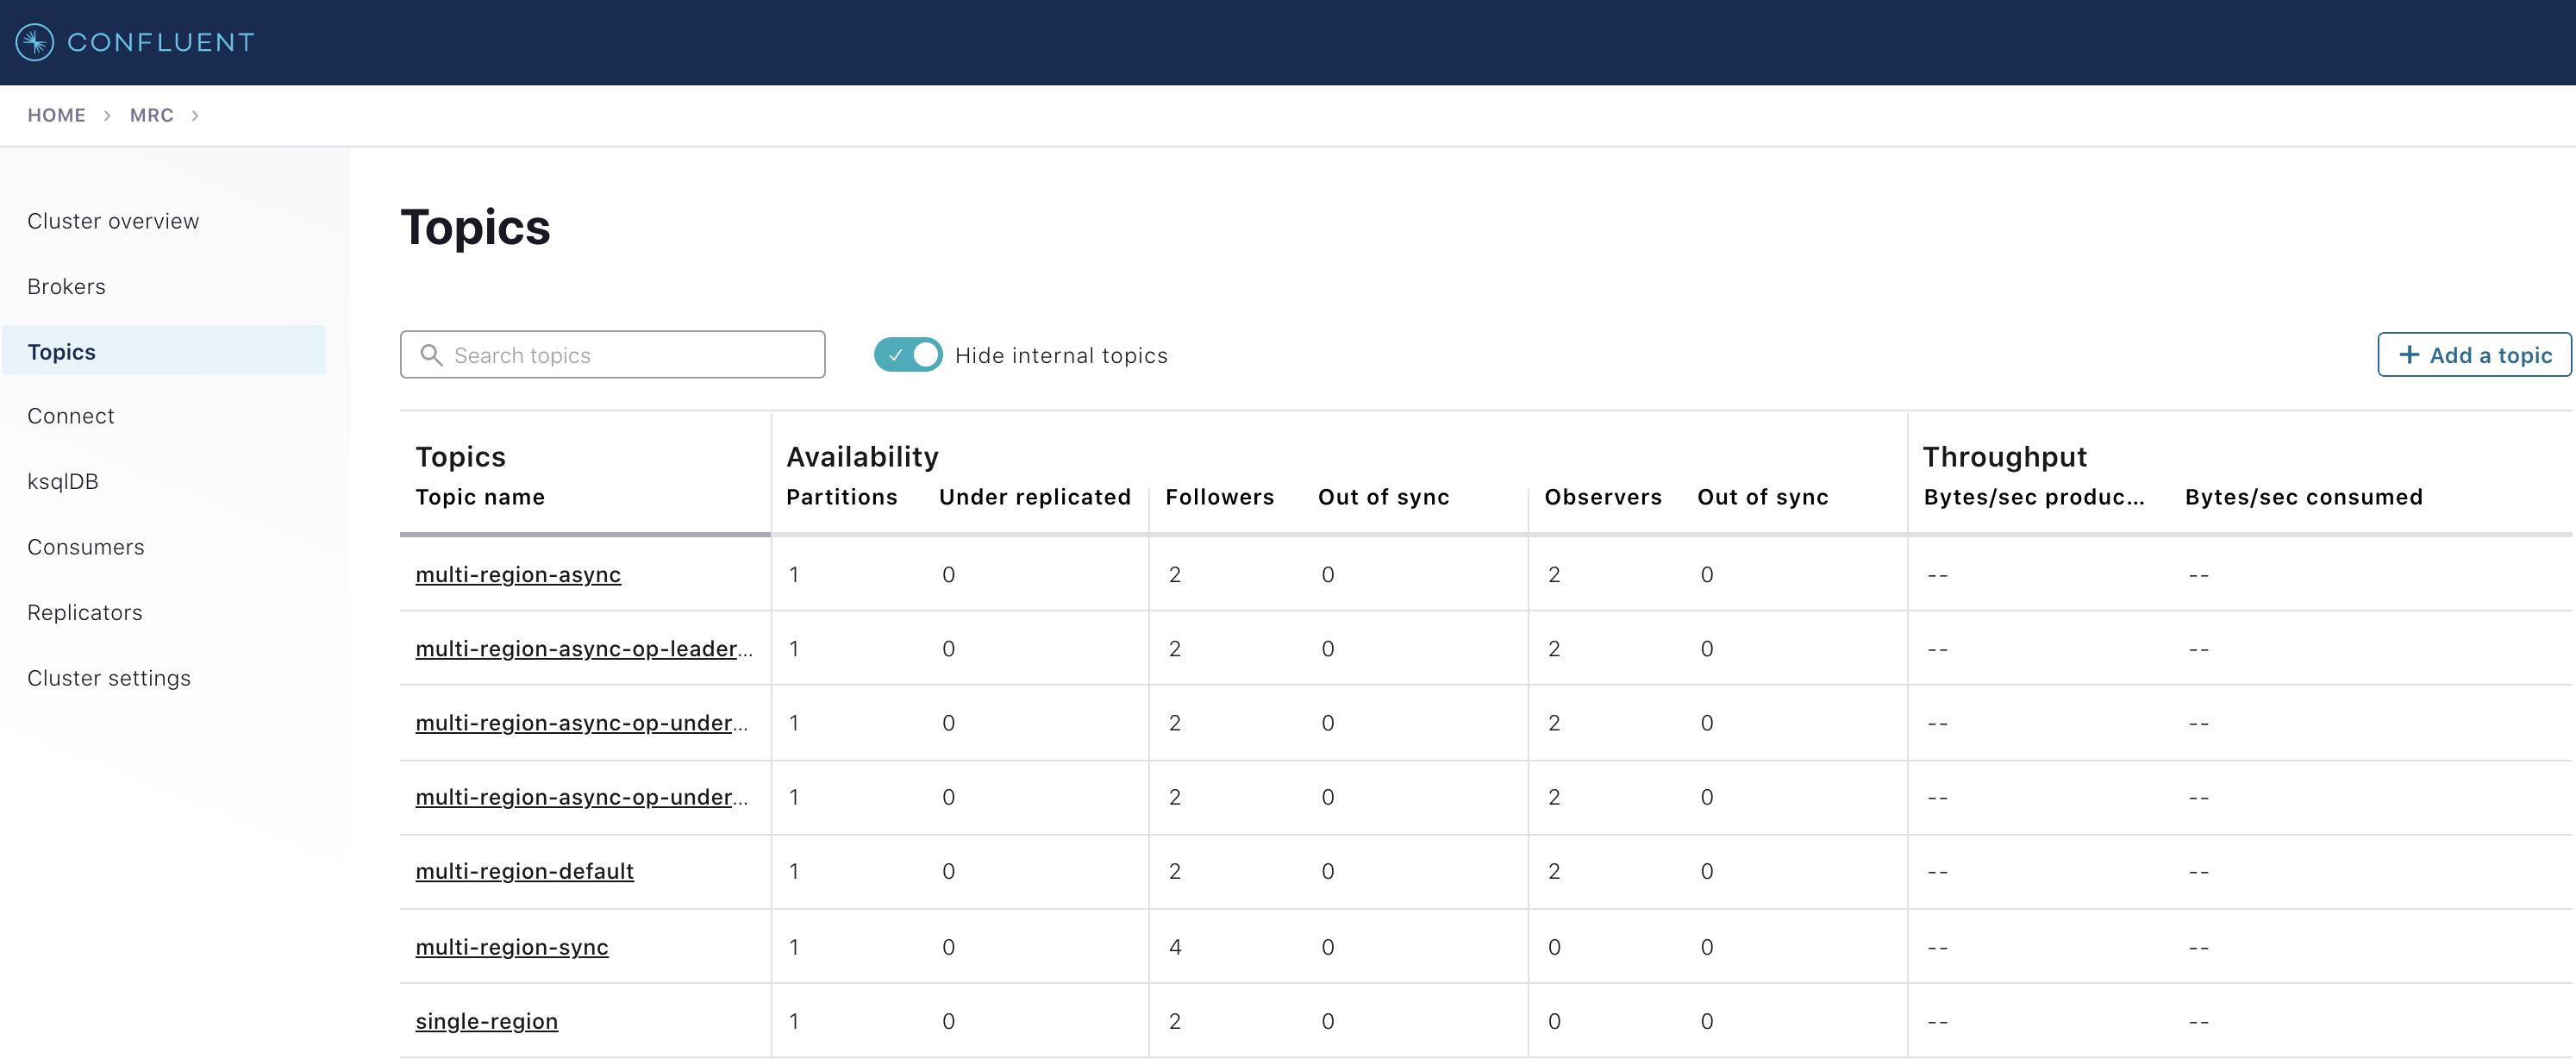 CONFLUENT
HOME > MRC >
Cluster overview
Brokers
Topics
Connect
ksqlDB
Consumers
Replicators
Cluster settings
Topics
Search topics
Hide internal topics
+ Add a topic
Topics Availability Throughput
Topic name Partitions Under replicated Followers Out of sync Observers Out of sync Bytes/sec produc... Bytes/sec consumed
multi-region-async 1 0 2 0 2 0 -- --
multi-region-async-op-leader... 1 0 2 0 2 0 -- --
multi-region-async-op-under... 1 0 2 0 2 0 -- --
multi-region-async-op-under... 1 0 2 0 2 0 -- --
multi-region-default 1 0 2 0 2 0 -- --
multi-region-sync 1 0 4 0 0 0 -- --
single-region 1 0 2 0 0 0 -- --